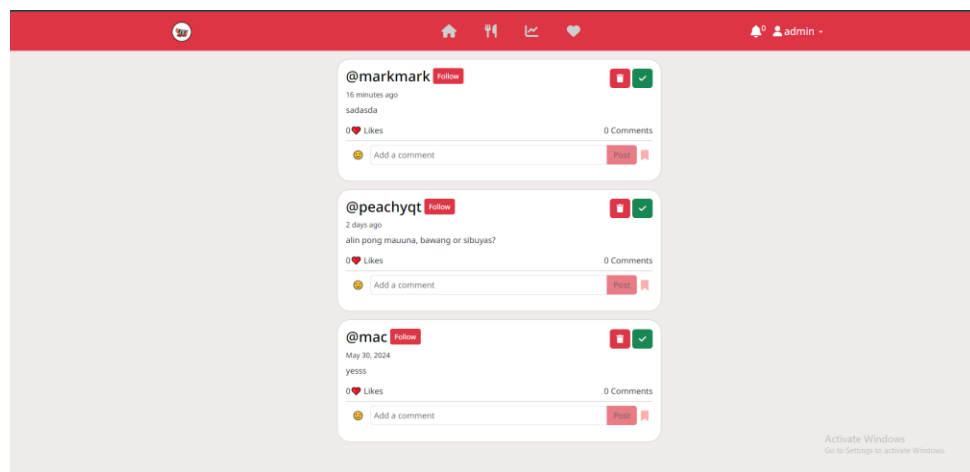 0 admin
@markmark Follow
16 minutes ago
sadasda
0 Likes 0 Comments
Add a comment Post
@peachyqt Follow
2 days ago
alin pong mauuna, bawang or sibuyas?
0 Likes 0 Comments
Add a comment Post
@mac Follow
May 30, 2024
yesss
0 Likes 0 Comments
Add a comment Post
Activate Windows
Go to Settings to activate Windows.